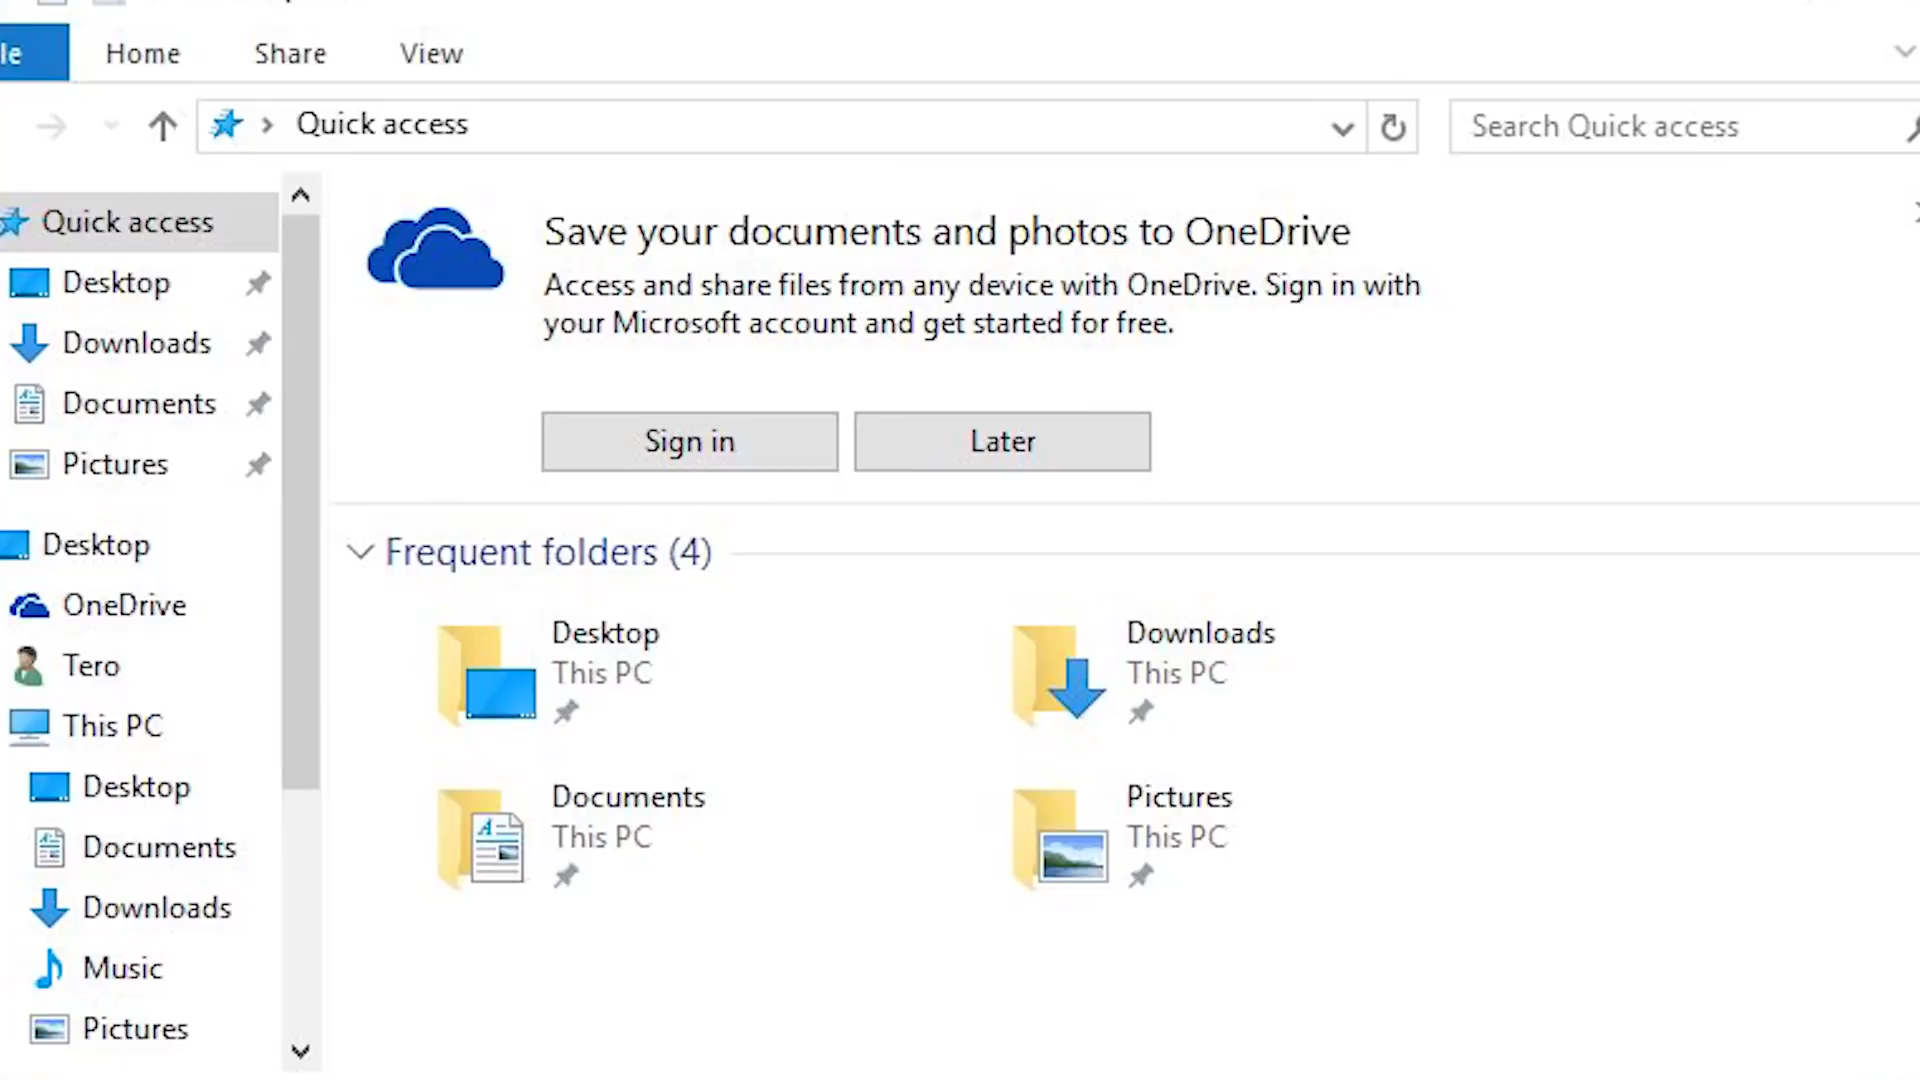 le
Home
Share
View
Quick access
Search Quick access
Quick access
Desktop
Downloads
Documents
Pictures
Desktop
OneDrive
Tero
This PC
Desktop
Documents
Downloads
Music
Pictures
Save your documents and photos to OneDrive
Access and share files from any device with OneDrive. Sign in with
your Microsoft account and get started for free.
Sign in
Later
Frequent folders (4)
Desktop
This PC
Downloads
This PC
Documents
This PC
Pictures
This PC